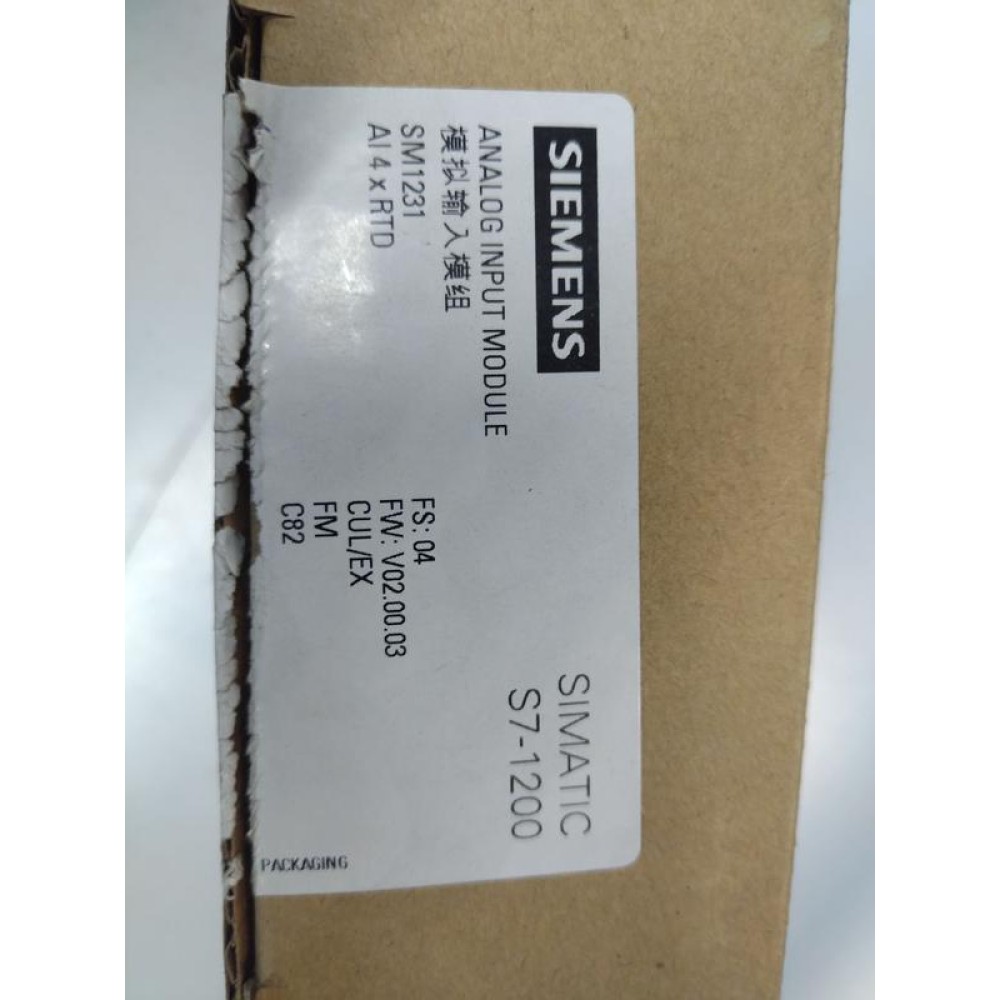 SIEMENS
SIMATIC
S7-1200
ANALOG INPUT MODULE
模拟输入模组
SM1231
AI 4 x RTD
FS: 04
FW: V02.00.03
CUL/EX
FM
C82
PACKAGING